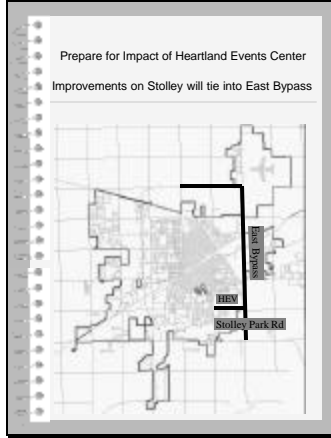 Prepare for Impact of Heartland Events Center
Improvements on Stolley will tie into East Bypass
East Bypass
HEV
Stolley Park Rd